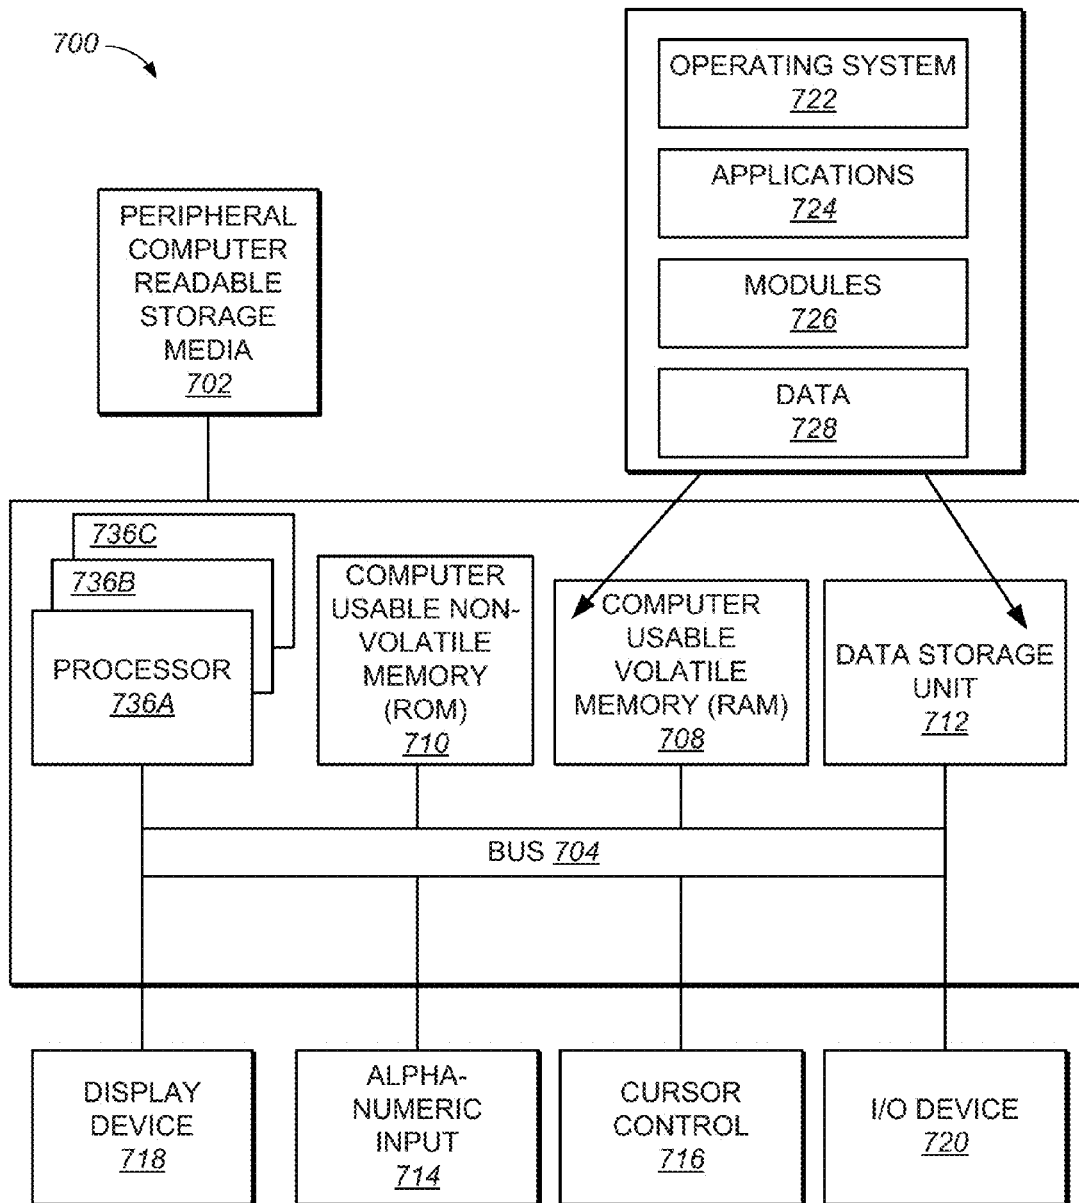 700
OPERATING SYSTEM
722
APPLICATIONS
724
MODULES
726
DATA
728
PERIPHERAL
COMPUTER
READABLE
STORAGE
MEDIA
702
736C
736B
PROCESSOR
736A
COMPUTER
USABLE NON-
VOLATILE
MEMORY
(ROM)
710
COMPUTER
USABLE
VOLATILE
MEMORY (RAM)
708
DATA STORAGE
UNIT
712
BUS 704
DISPLAY
DEVICE
718
ALPHA-
NUMERIC
INPUT
714
CURSOR
CONTROL
716
I/O DEVICE
720